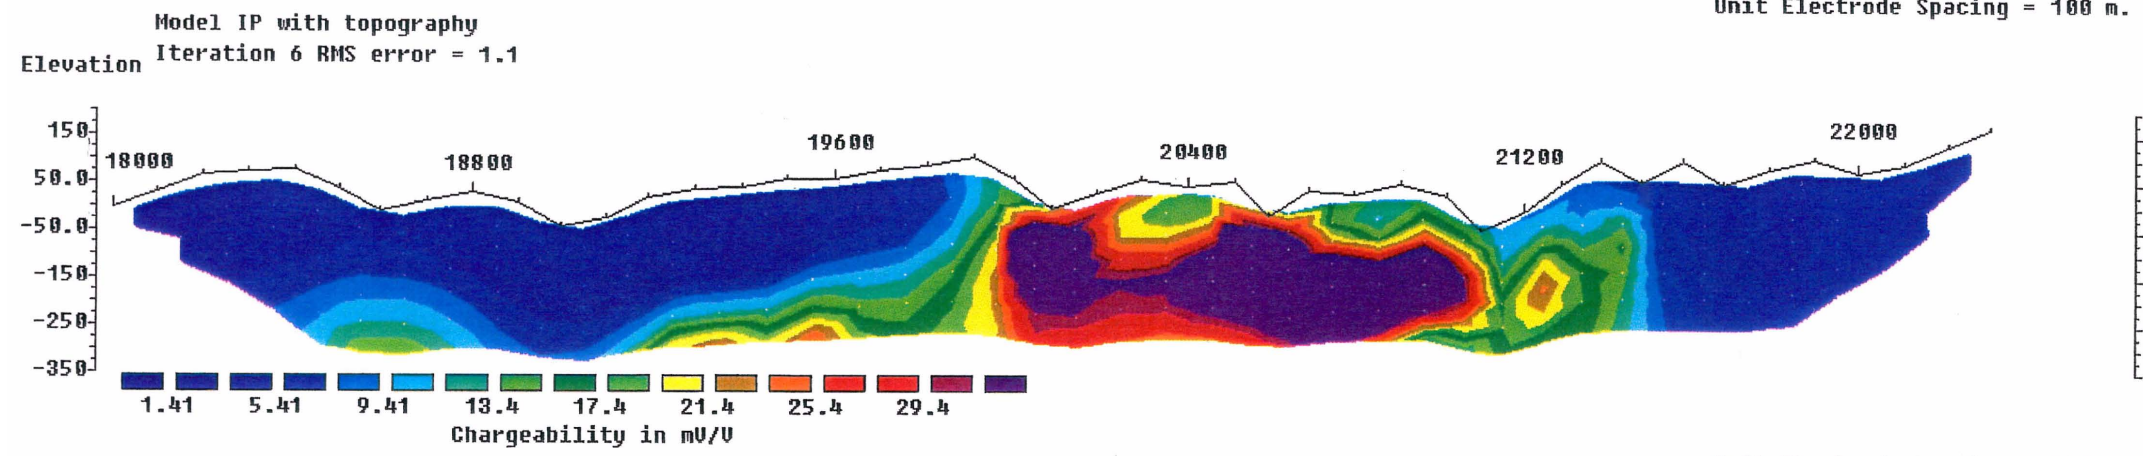 Model IP with topography
Unit Electrode Spacing = 100 m.
Iteration 6 RMS error = 1.1
Elevation
150
50.0
-50.0
-150
-250
-350
18000
18800
19600
20400
21200
22000
1.41 5.41 9.41 13.4 17.4 21.4 25.4 29.4
Chargeability in mV/V